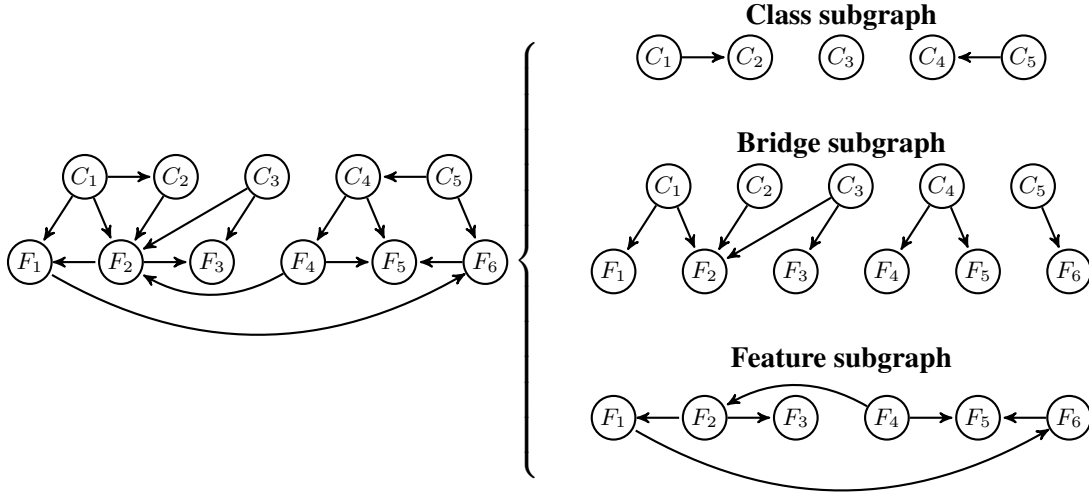 C1 C2 C3 C4 C5
F1 F2 F3 F4 F5 F6
Class subgraph
C1 C2 C3 C4 C5
Bridge subgraph
C1 C2 C3 C4 C5
F1 F2 F3 F4 F5 F6
Feature subgraph
F1 F2 F3 F4 F5 F6